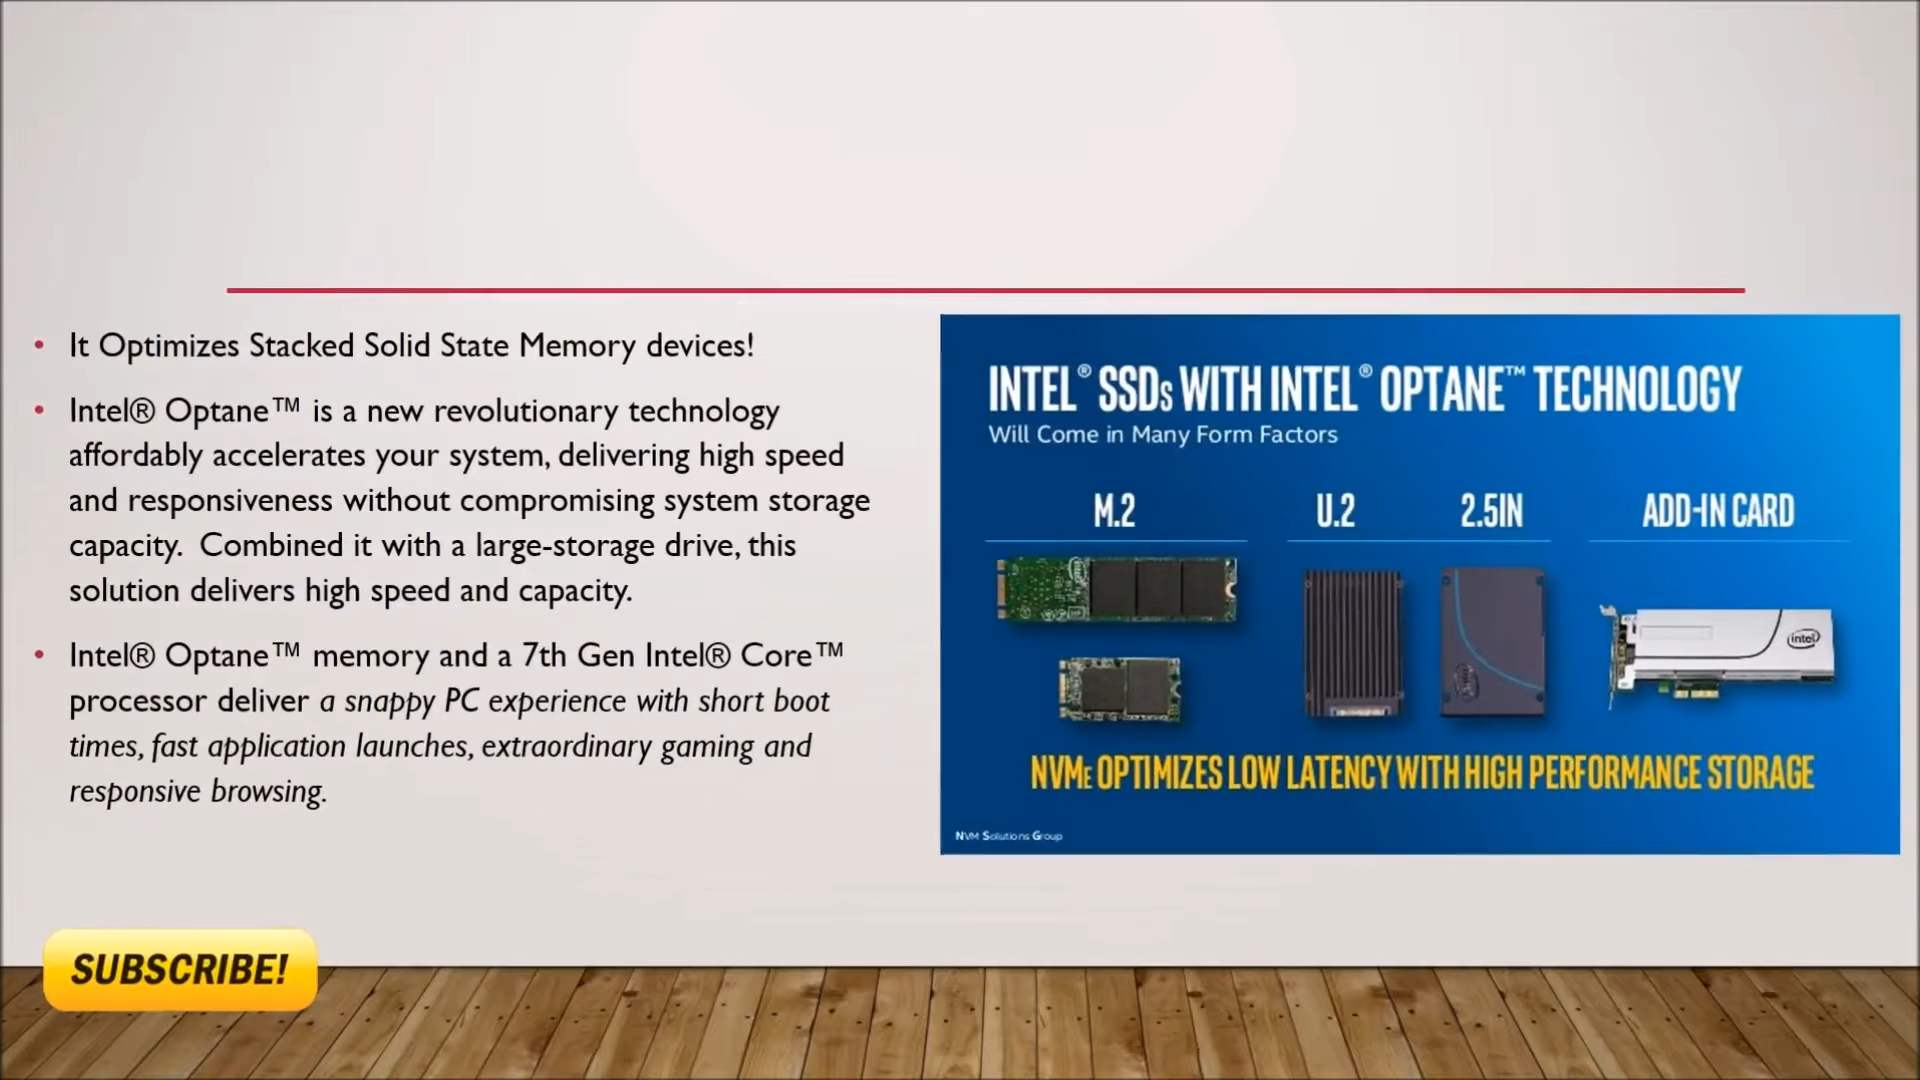 • It Optimizes Stacked Solid State Memory devices!
• Intel® Optane™ is a new revolutionary technology
affordably accelerates your system, delivering high speed
and responsiveness without compromising system storage
capacity.  Combined it with a large-storage drive, this
solution delivers high speed and capacity.
• Intel® Optane™ memory and a 7th Gen Intel® Core™
processor deliver a snappy PC experience with short boot
times, fast application launches, extraordinary gaming and
responsive browsing.
INTEL® SSDs WITH INTEL® OPTANE™ TECHNOLOGY
Will Come in Many Form Factors
M.2 U.2 2.5IN ADD-IN CARD
intel
NVMe OPTIMIZES LOW LATENCY WITH HIGH PERFORMANCE STORAGE
NVM Solutions Group
SUBSCRIBE!